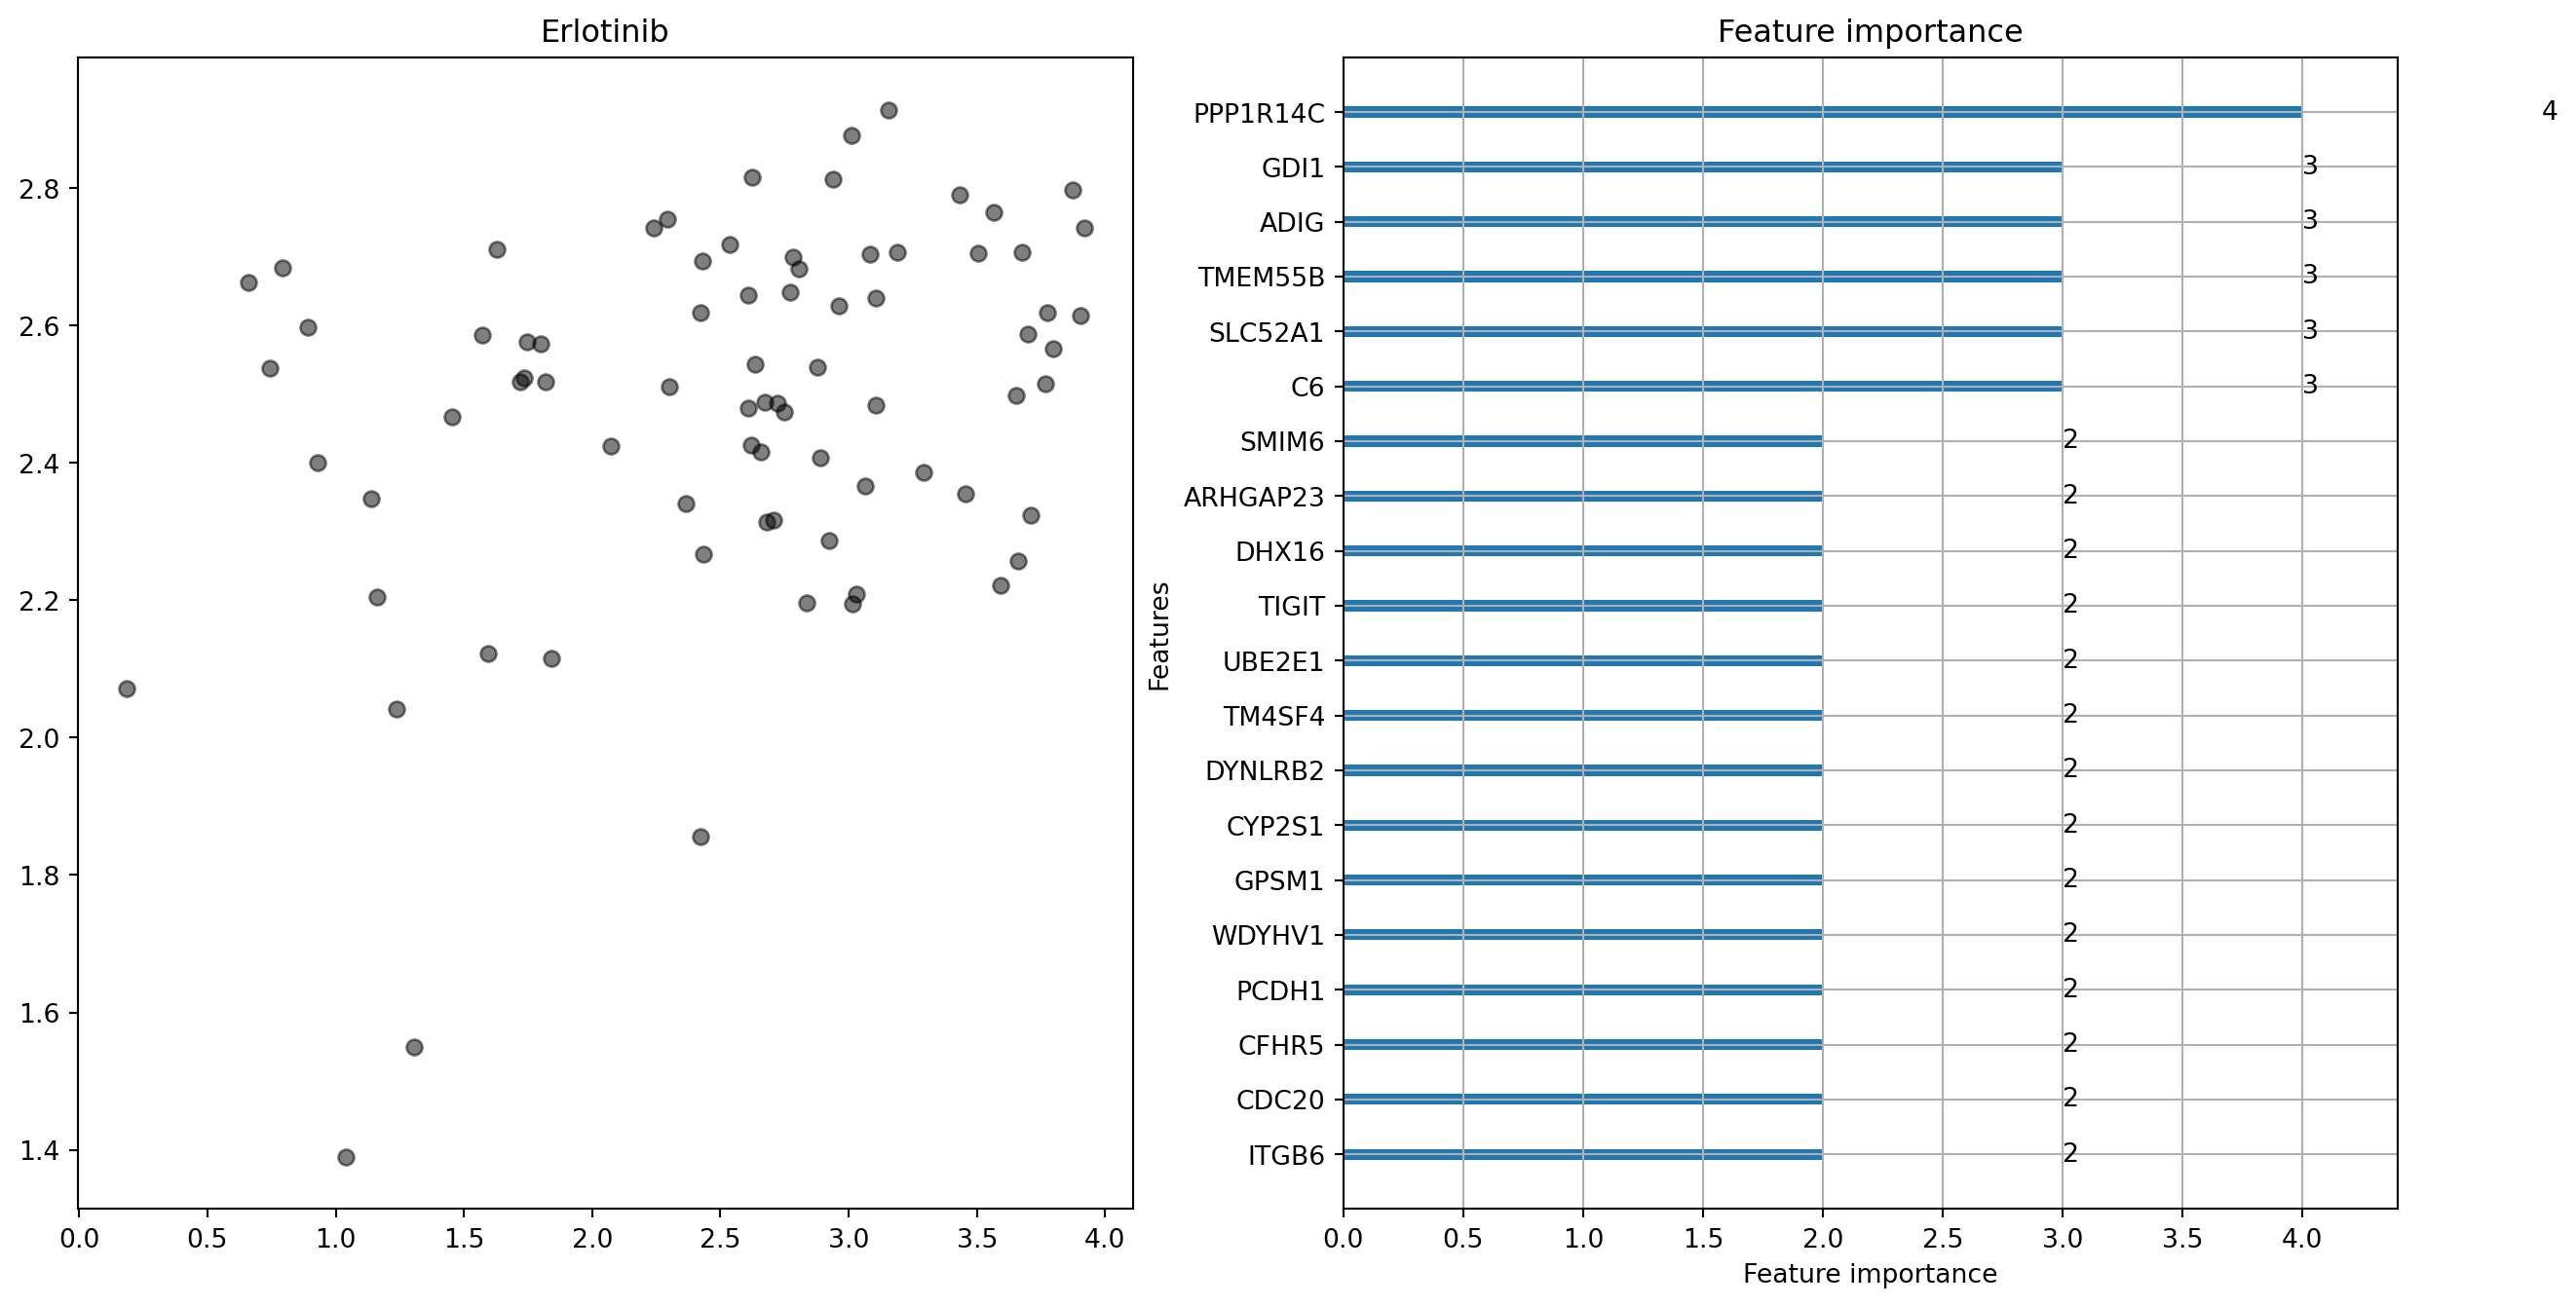 Erlotinib
2.8
2.6
2.4
2.2
2.0
1.8
1.6
1.4
0.0 0.5 1.0 1.5 2.0 2.5 3.0 3.5 4.0
Feature importance
Features
PPP1R14C 4
GDI1 3
ADIG 3
TMEM55B 3
SLC52A1 3
C6 3
SMIM6 2
ARHGAP23 2
DHX16 2
TIGIT 2
UBE2E1 2
TM4SF4 2
DYNLRB2 2
CYP2S1 2
GPSM1 2
WDYHV1 2
PCDH1 2
CFHR5 2
CDC20 2
ITGB6 2
0.0 0.5 1.0 1.5 2.0 2.5 3.0 3.5 4.0
Feature importance